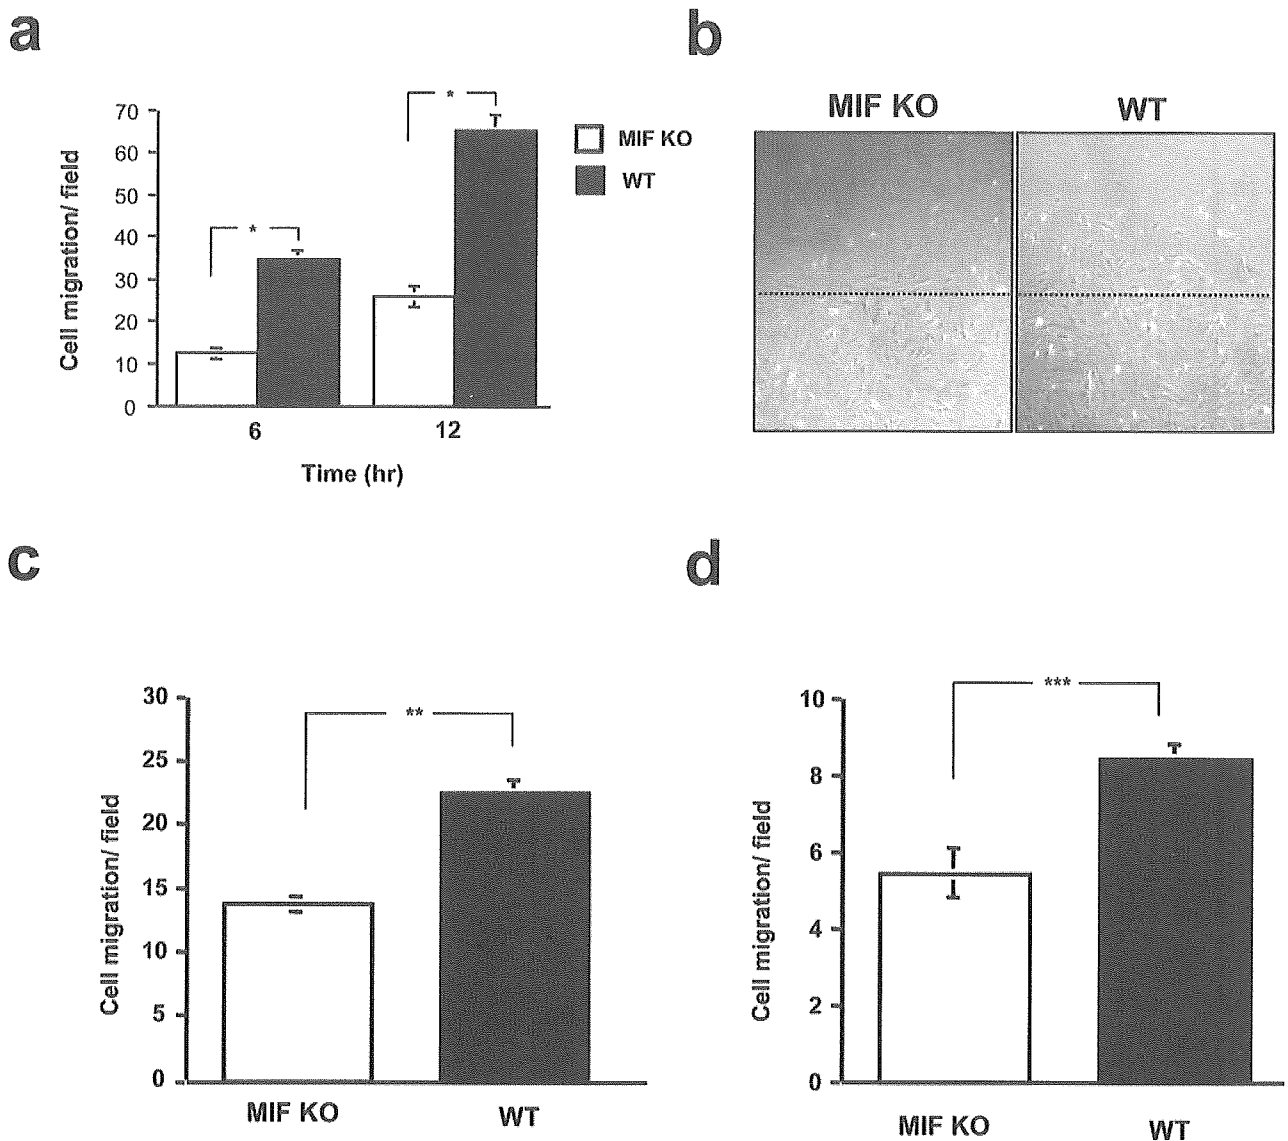 a
70
60
50
40
30
20
10
0
Cell migration/ field
*
*
MIF KO
WT
6
12
Time (hr)
b
MIF KO
WT
c
30
25
20
15
10
5
0
Cell migration/ field
**
MIF KO
WT
d
10
8
6
4
2
0
Cell migration/ field
***
MIF KO
WT